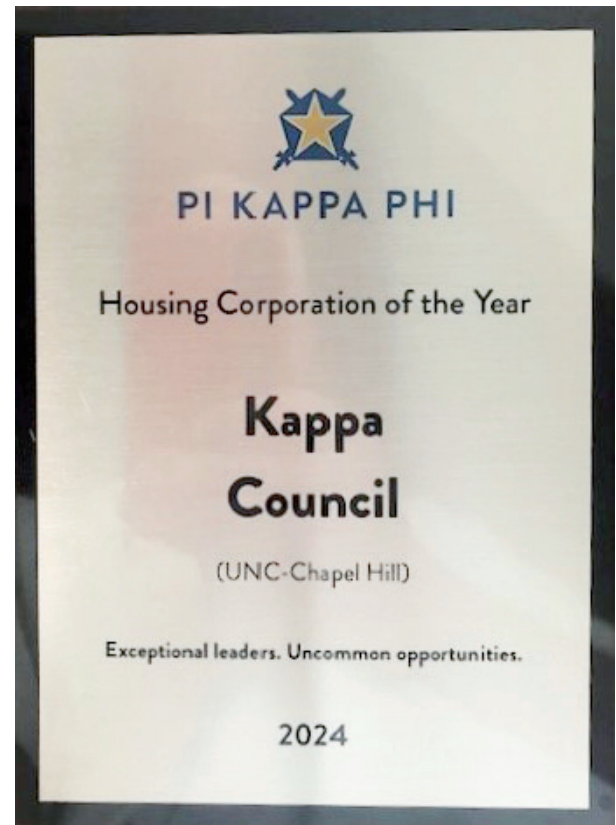 PI KAPPA PHI
Housing Corporation of the Year
Kappa
Council
(UNC-Chapel Hill)
Exceptional leaders. Uncommon opportunities.
2024